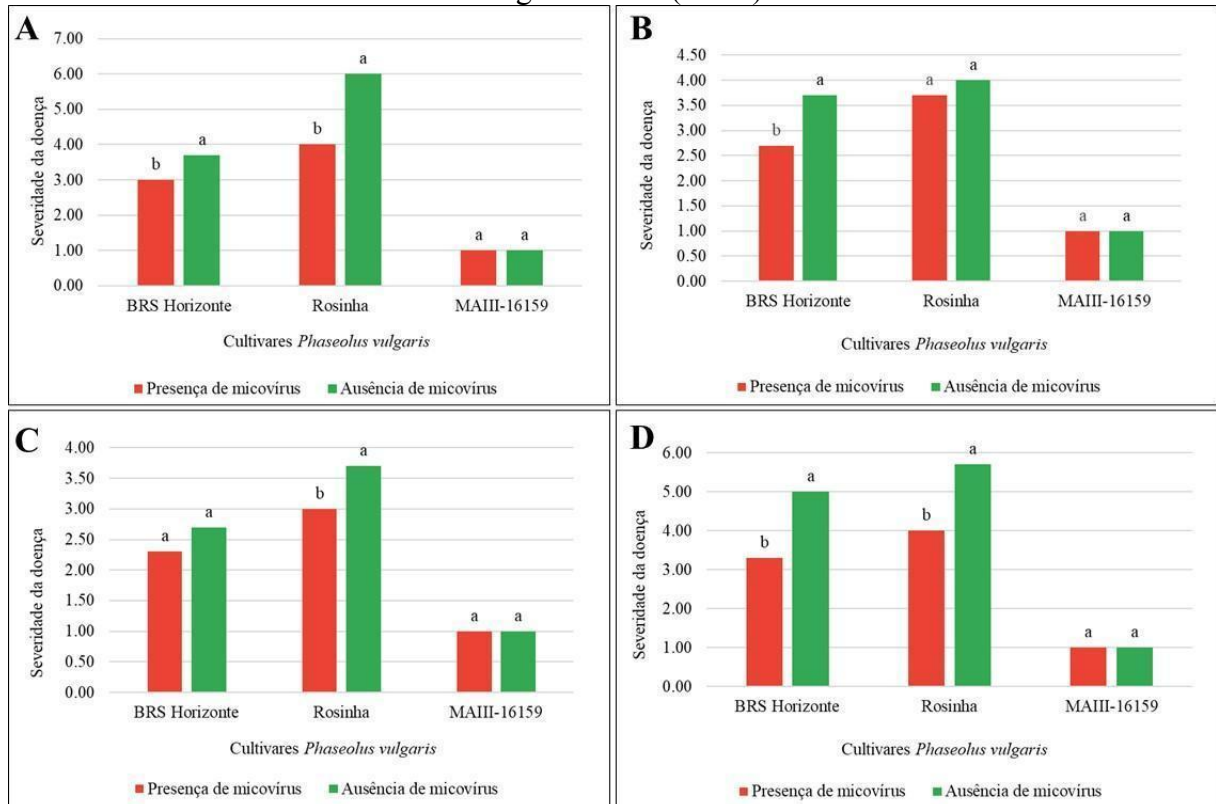 A
Severidade da doença
7.00
6.00
5.00
4.00
3.00
2.00
1.00
0.00
b a b a a a
BRS Horizonte Rosinha MAIII-16159
Cultivares Phaseolus vulgaris
Presença de micovírus Ausência de micovírus
B
Severidade da doença
4.50
4.00
3.50
3.00
2.50
2.00
1.50
1.00
0.50
0.00
b a a a a a
BRS Horizonte Rosinha MAIII-16159
Cultivares Phaseolus vulgaris
Presença de micovírus Ausência de micovírus
C
Severidade da doença
4.00
3.50
3.00
2.50
2.00
1.50
1.00
0.50
0.00
a a b a a a
BRS Horizonte Rosinha MAIII-16159
Cultivares Phaseolus vulgaris
Presença de micovírus Ausência de micovírus
D
Severidade da doença
6.00
5.00
4.00
3.00
2.00
1.00
0.00
b a b a a a
BRS Horizonte Rosinha MAIII-16159
Cultivares Phaseolus vulgaris
Presença de micovírus Ausência de micovírus